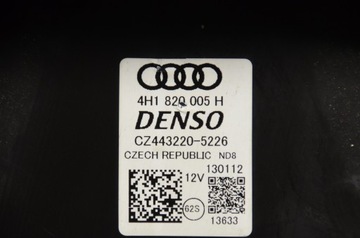 4H1 820 005 H
DENSO
CZ443220-5226
CZECH REPUBLIC ND8
12V 130112
62S
13633